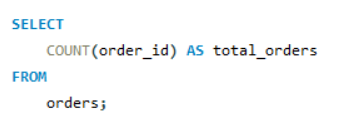 SELECT
    COUNT(order_id) AS total_orders
FROM
    orders;